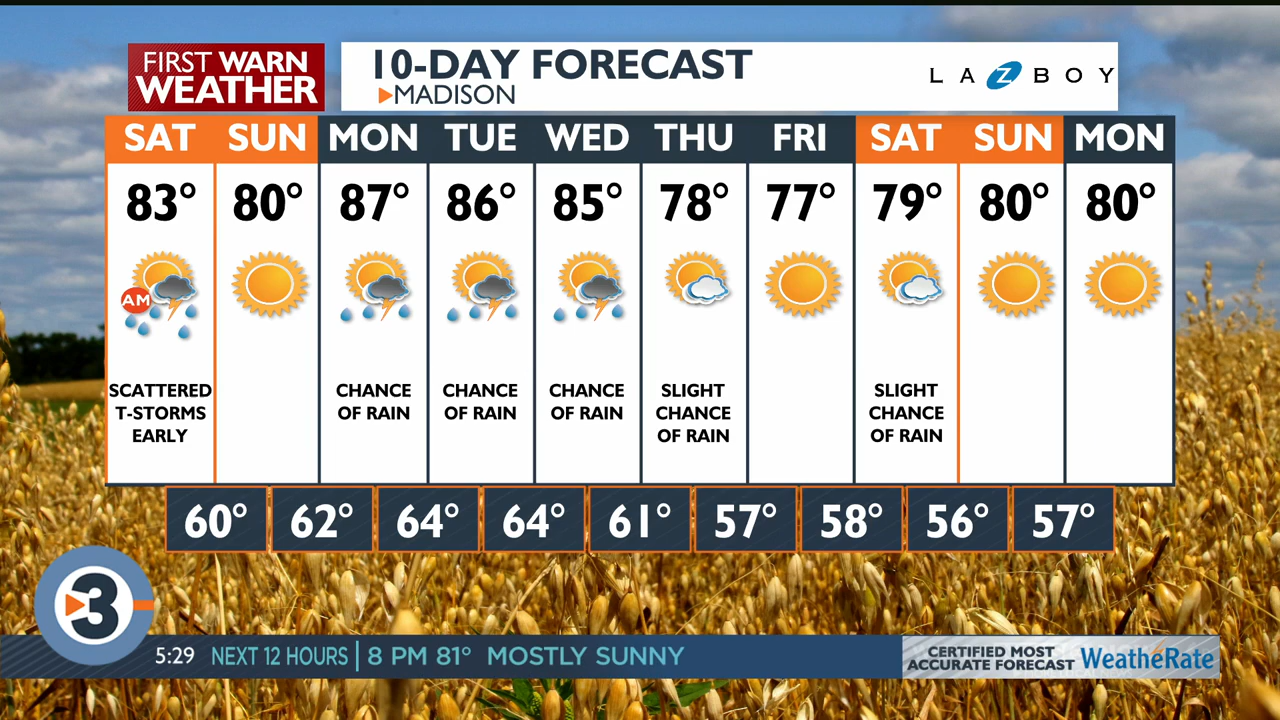 FIRST WARN
WEATHER
10-DAY FORECAST
MADISON
LA Z BOY
SAT SUN MON TUE WED THU FRI SAT SUN MON
83° 80° 87° 86° 85° 78° 77° 79° 80° 80°
AM
SCATTERED
T-STORMS
EARLY
CHANCE
OF RAIN
CHANCE
OF RAIN
CHANCE
OF RAIN
SLIGHT
CHANCE
OF RAIN
SLIGHT
CHANCE
OF RAIN
60° 62° 64° 64° 61° 57° 58° 56° 57°
3
5:29 NEXT 12 HOURS | 8 PM 81° MOSTLY SUNNY
CERTIFIED MOST
ACCURATE FORECAST
WeatheRate